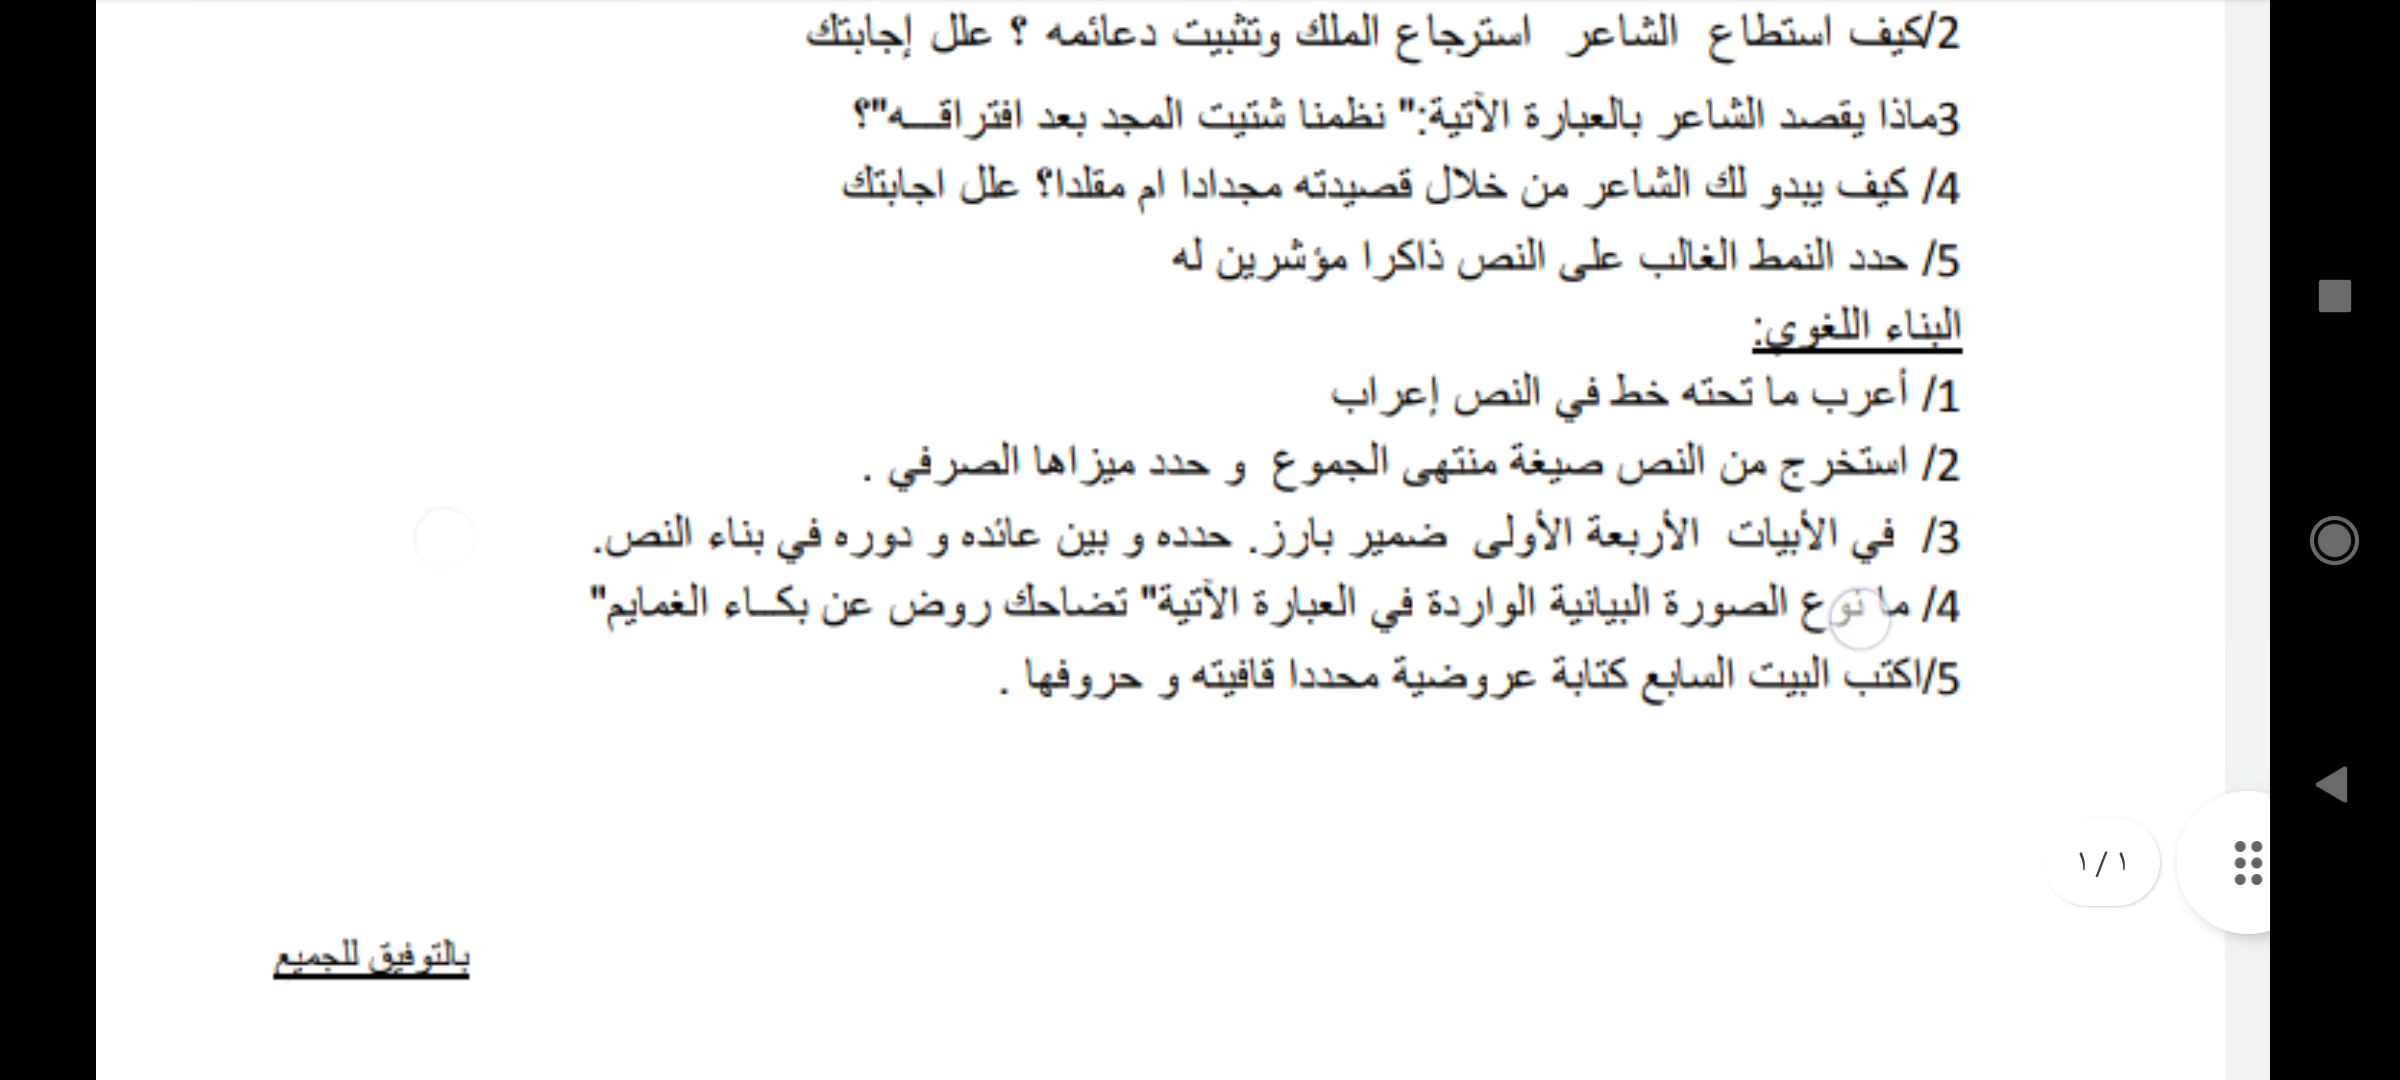 2/كيف استطاع الشاعر استرجاع الملك وتثبيت دعائمه ؟ علل إجابتك
3ماذا يقصد الشاعر بالعبارة الآتية:" نظمنا شتيت المجد بعد افتراقـــه"؟
4/ كيف يبدو لك الشاعر من خلال قصيدته مجدادا ام مقلدا؟ علل اجابتك
5/ حدد النمط الغالب على النص ذاكرا مؤشرين له
البناء اللغوي:
1/ أعرب ما تحته خط في النص إعراب
2/ استخرج من النص صيغة منتهى الجموع و حدد ميزاها الصرفي .
3/ في الأبيات الأربعة الأولى ضمير بارز. حدده و بين عائده و دوره في بناء النص.
4/ ما نوع الصورة البيانية الواردة في العبارة الآتية" تضاحك روض عن بكــاء الغمايم"
5/اكتب البيت السابع كتابة عروضية محددا قافيته و حروفها .
١ / ١
بالتوفيق للجميع